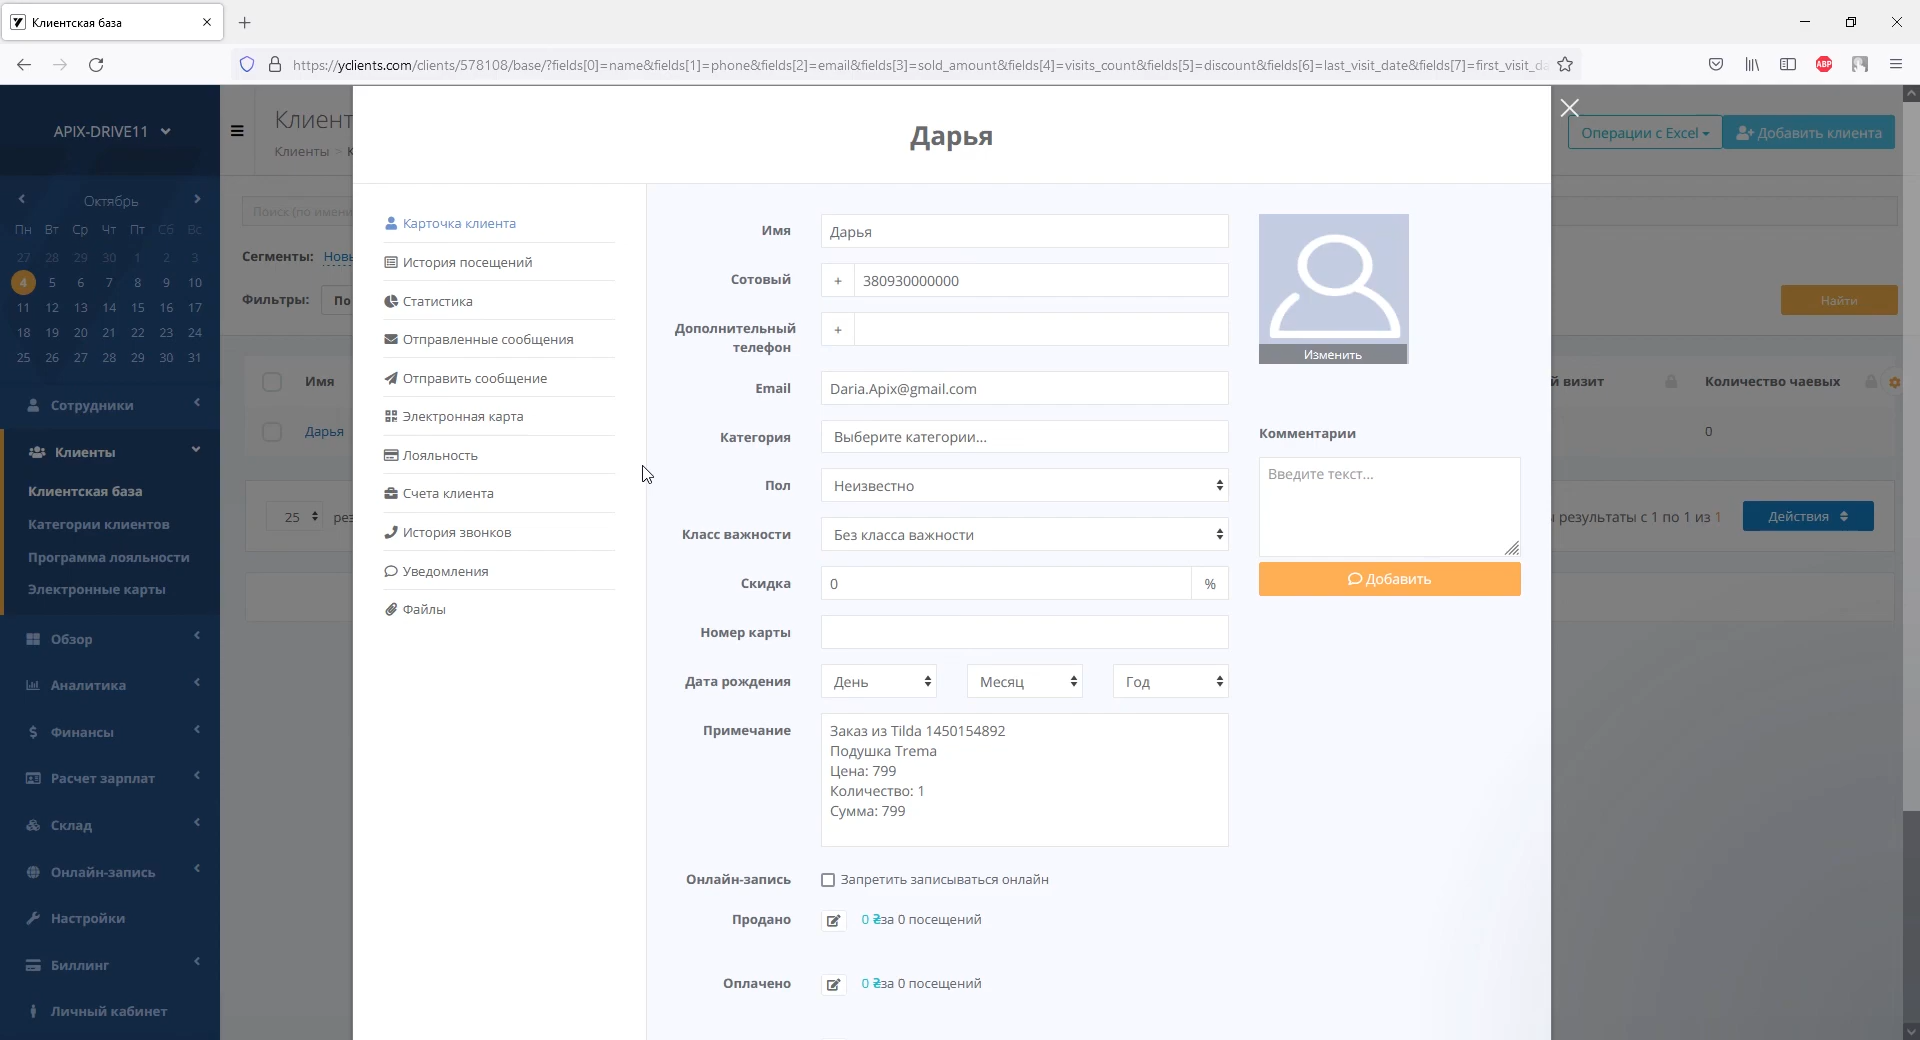 Клиентская база
https://yclients.com/clients/578108/base/?fields[0]=name&fields[1]=phone&fields[2]=email&fields[3]=sold_amount&fields[4]=visits_count&fields[5]=discount&fields[6]=last_visit_date&fields[7]=first_visit_da
ABP
APIX-DRIVE11
Октябрь
Пн Вт Ср Чт Пт Сб Вс
27 28 29 30 1 2 3
4 5 6 7 8 9 10
11 12 13 14 15 16 17
18 19 20 21 22 23 24
25 26 27 28 29 30 31
Сотрудники
Клиенты
Клиентская база
Категории клиентов
Программа лояльности
Электронные карты
Обзор
Аналитика
Финансы
Расчет зарплат
Склад
Онлайн-запись
Настройки
Биллинг
Личный кабинет
Клиент
Клиенты > К
Операции с Excel
Добавить клиента
Поиск (по имени
Сегменты: Новы
Фильтры: По
Найти
Имя
й визит
Количество чаевых
Дарья
0
25 рез
ы результаты с 1 по 1 из 1
Действия
Дарья
Карточка клиента
История посещений
Статистика
Отправленные сообщения
Отправить сообщение
Электронная карта
Лояльность
Счета клиента
История звонков
Уведомления
Файлы
Имя
Дарья
Сотовый
+ 380930000000
Дополнительный
телефон
+
Email
Daria.Apix@gmail.com
Категория
Выберите категории...
Пол
Неизвестно
Класс важности
Без класса важности
Скидка
0 %
Номер карты
Дата рождения
День Месяц Год
Примечание
Заказ из Tilda 1450154892
Подушка Trema
Цена: 799
Количество: 1
Сумма: 799
Онлайн-запись
Запретить записываться онлайн
Продано
0 ₴за 0 посещений
Оплачено
0 ₴за 0 посещений
Изменить
Комментарии
Введите текст...
Добавить